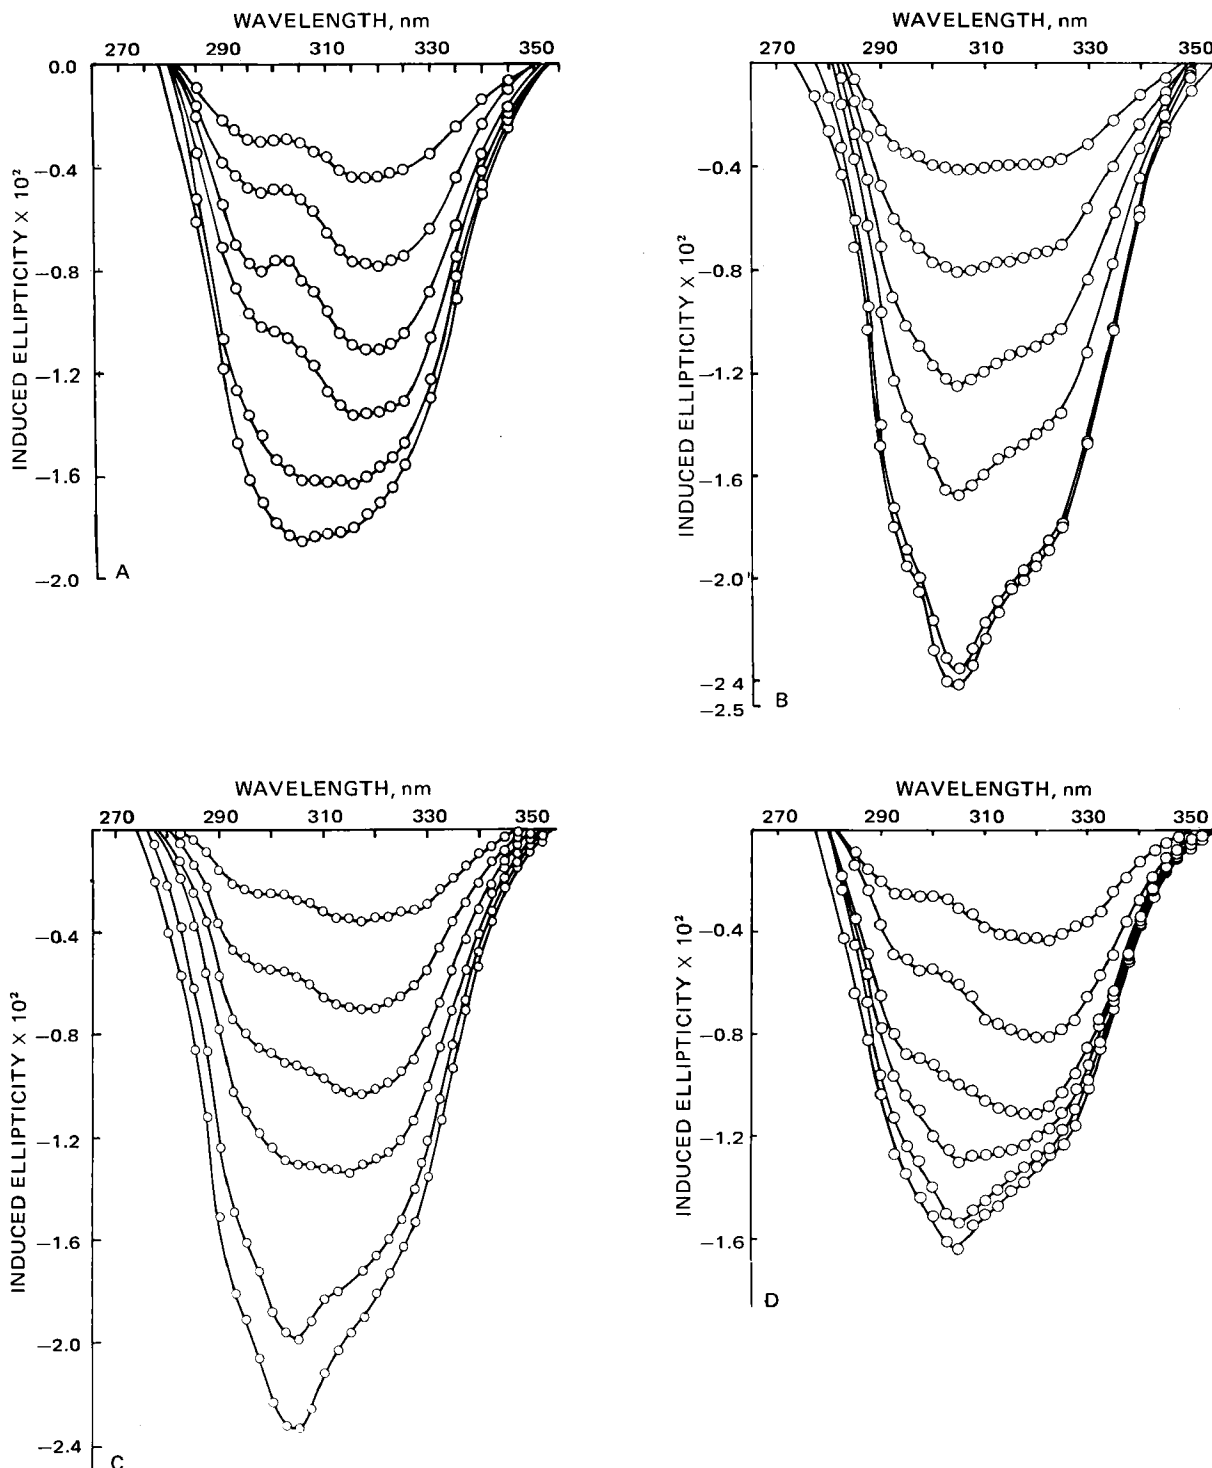 WAVELENGTH, nm
270 290 310 330 350
0.0
−0.4
−0.8
−1.2
−1.6
−2.0
INDUCED ELLIPTICITY × 10²
A
WAVELENGTH, nm
270 290 310 330 350
−0.4
−0.8
−1.2
−1.6
−2.0
−2 4
−2.5
INDUCED ELLIPTICITY × 10²
B
WAVELENGTH, nm
270 290 310 330 350
−0.4
−0.8
−1.2
−1.6
−2.0
−2.4
INDUCED ELLIPTICITY × 10²
C
WAVELENGTH, nm
270 290 310 330 350
−0.4
−0.8
−1.2
−1.6
INDUCED ELLIPTICITY × 10²
D